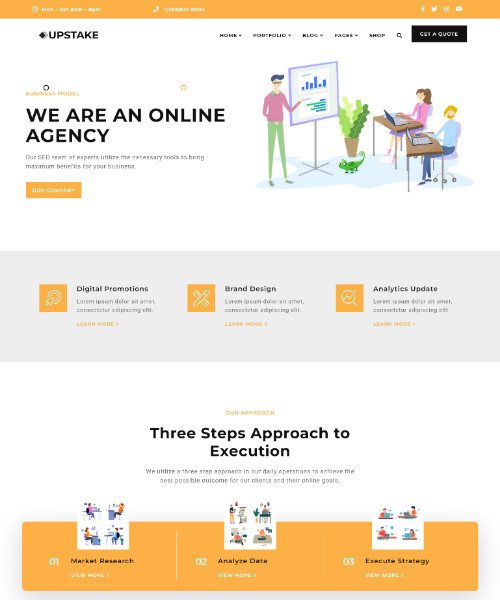 Mon - Sat 8am - 6pm
UPSTAKE
HOME
PORTFOLIO
BLOG
PAGES
SHOP
GET A QUOTE
BUSINESS MODEL
WE ARE AN ONLINE
AGENCY
Our SEO team of experts utilize the necessary tools to bring
maximum benefits for your business.
OUR COMPANY
Digital Promotions
Lorem ipsum dolor sit amet,
consectetur adipiscing elit.
LEARN MORE >
Brand Design
Lorem ipsum dolor sit amet,
consectetur adipiscing elit.
LEARN MORE >
Analytics Update
Lorem ipsum dolor sit amet,
consectetur adipiscing elit.
LEARN MORE >
OUR APPROACH
Three Steps Approach to
Execution
We utilize a three step approach in our daily operations to achieve the
best possible outcome for our clients and their online goals.
01 Market Research
VIEW MORE >
02 Analyze Data
VIEW MORE >
03 Execute Strategy
VIEW MORE >